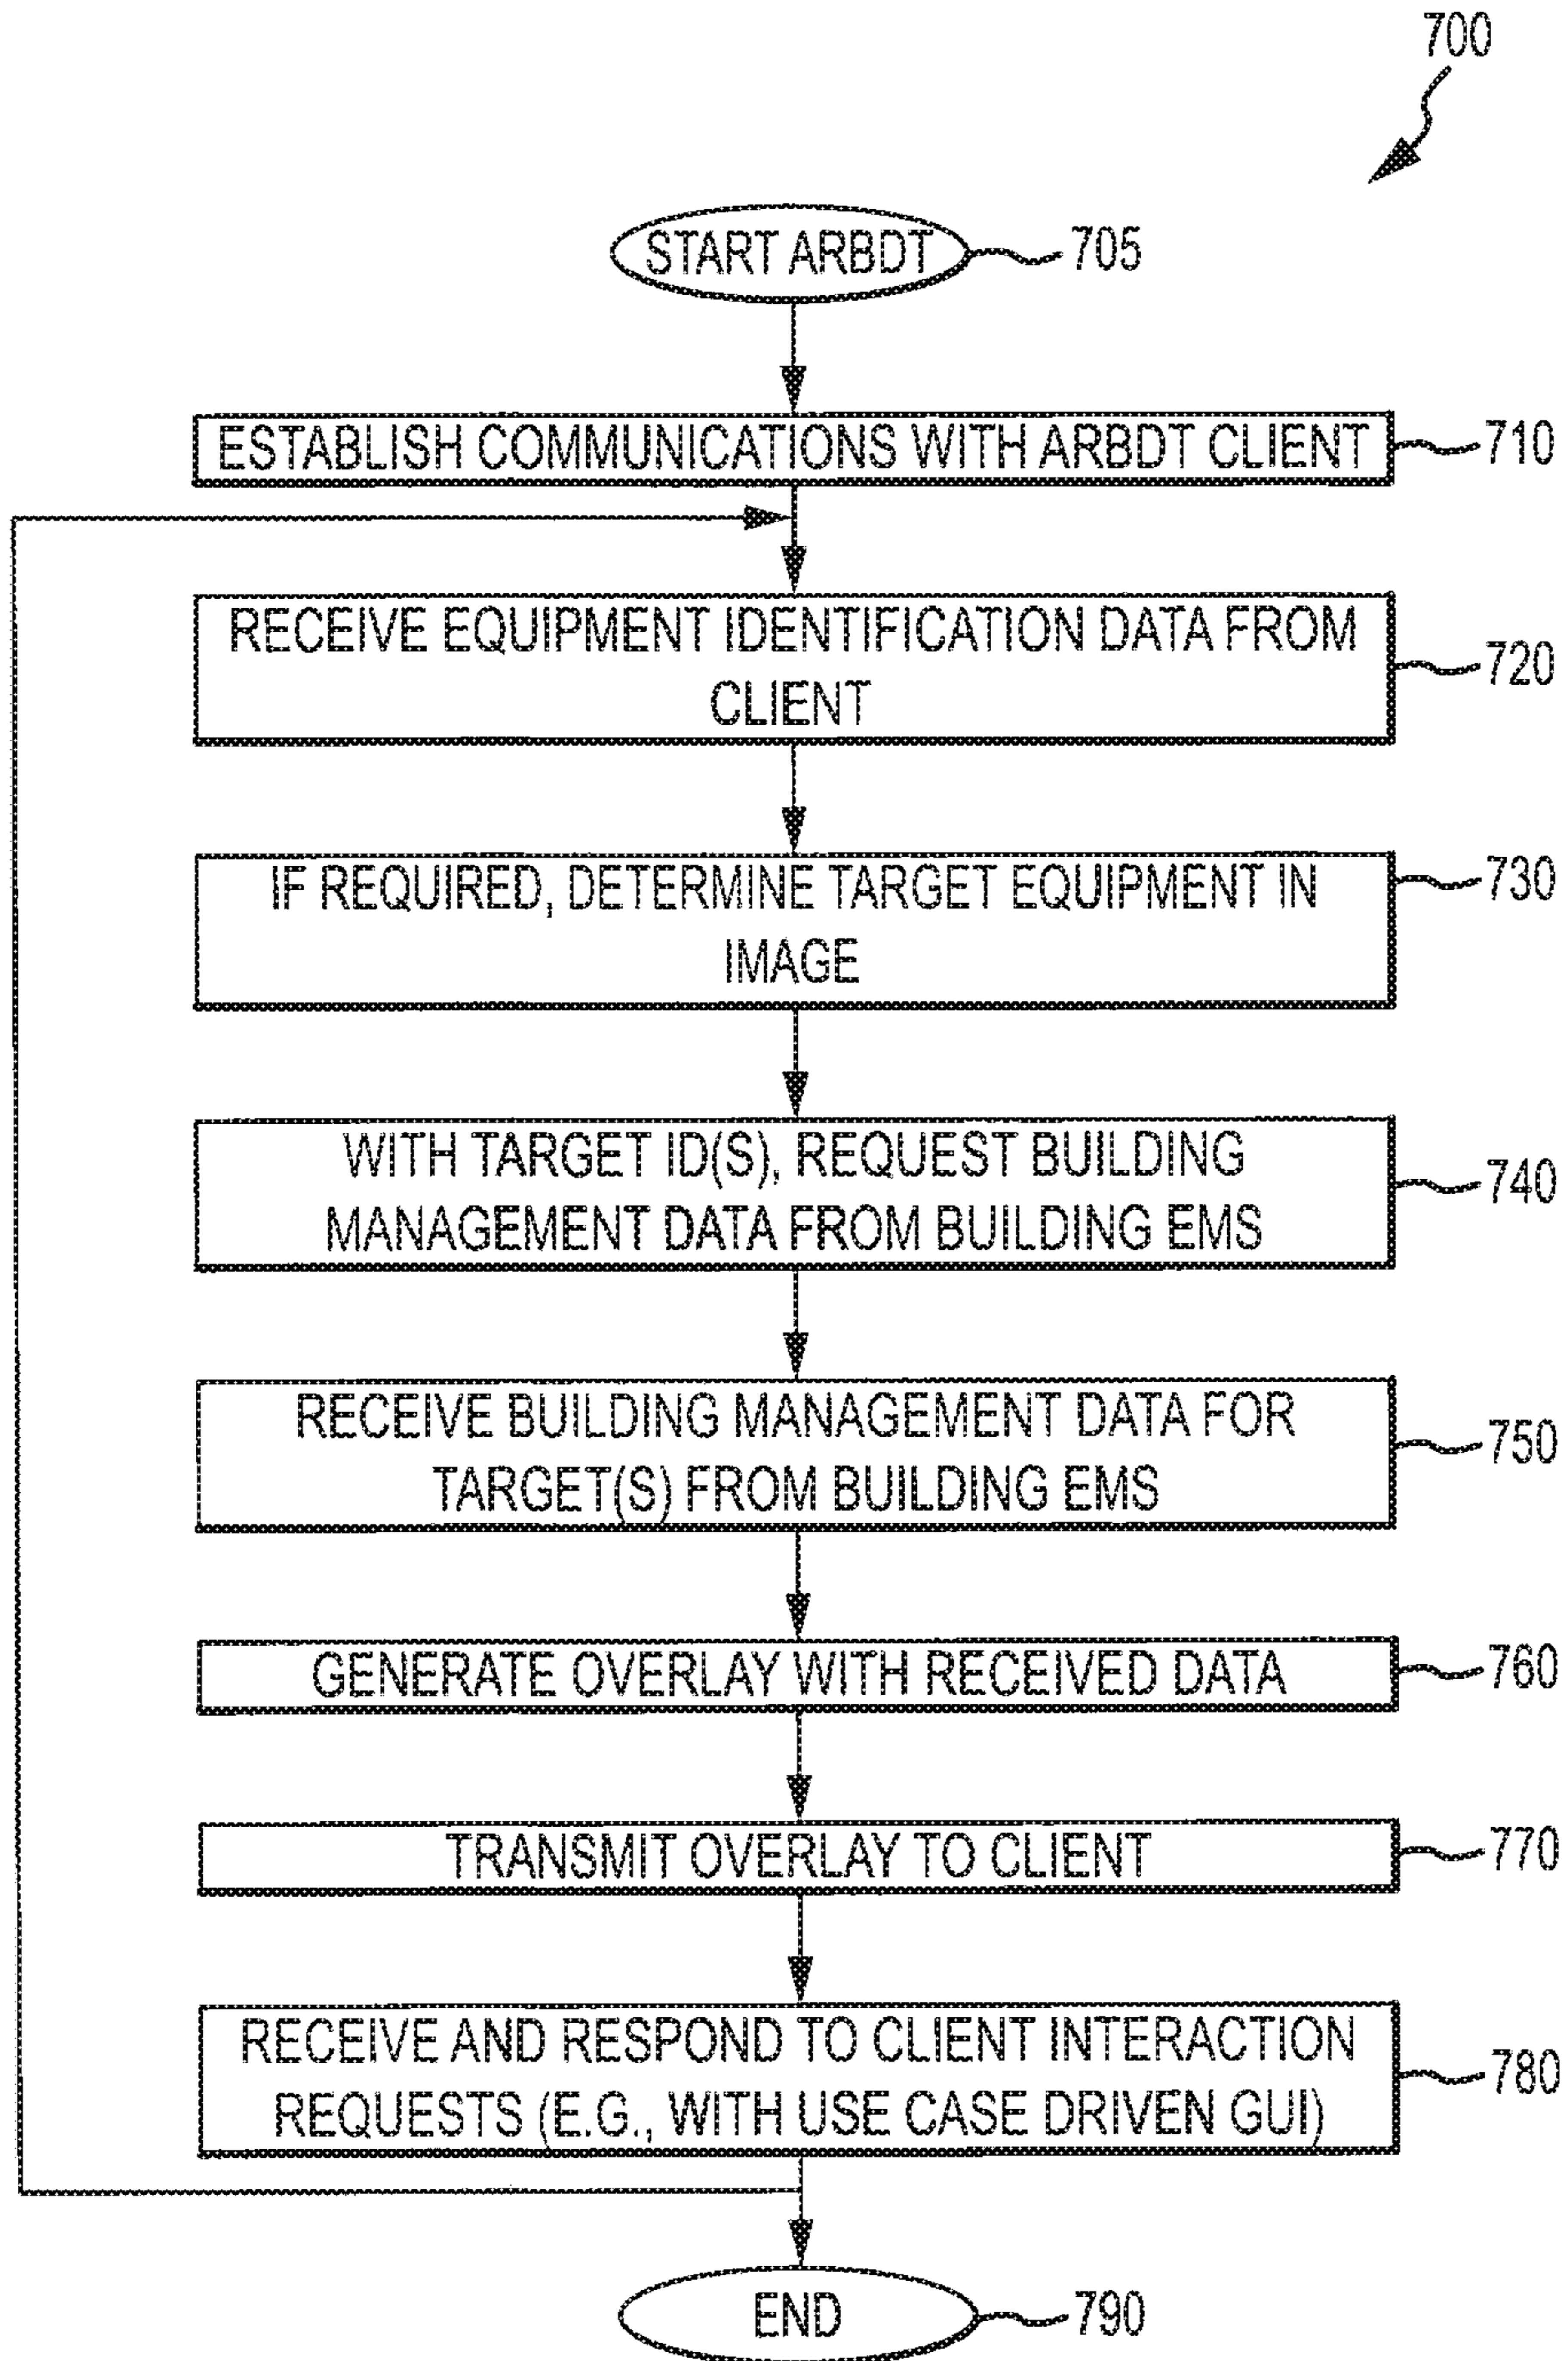 700
START ARBDT
705
ESTABLISH COMMUNICATIONS WITH ARBDT CLIENT
710
RECEIVE EQUIPMENT IDENTIFICATION DATA FROM
CLIENT
720
IF REQUIRED, DETERMINE TARGET EQUIPMENT IN
IMAGE
730
WITH TARGET ID(S), REQUEST BUILDING
MANAGEMENT DATA FROM BUILDING EMS
740
RECEIVE BUILDING MANAGEMENT DATA FOR
TARGET(S) FROM BUILDING EMS
750
GENERATE OVERLAY WITH RECEIVED DATA
760
TRANSMIT OVERLAY TO CLIENT
770
RECEIVE AND RESPOND TO CLIENT INTERACTION
REQUESTS (E.G., WITH USE CASE DRIVEN GUI)
780
END
790